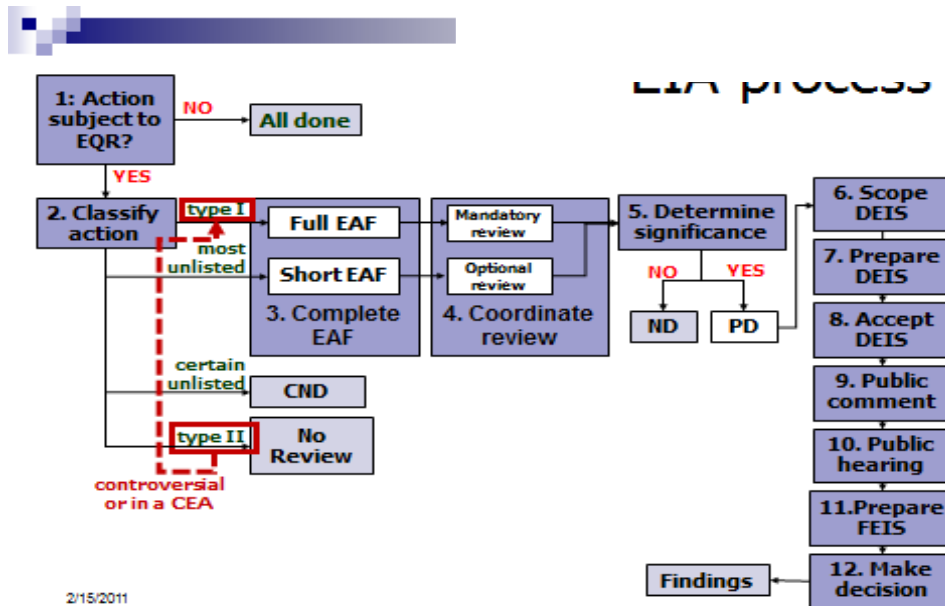 EIA process
1: Action
subject to
EQR?
NO
All done
YES
2. Classify
action
type I
most
unlisted
Full EAF
Short EAF
3. Complete
EAF
Mandatory
review
Optional
review
4. Coordinate
review
5. Determine
significance
NO
YES
ND
PD
certain
unlisted
CND
type II
No
Review
controversial
or in a CEA
6. Scope
DEIS
7. Prepare
DEIS
8. Accept
DEIS
9. Public
comment
10. Public
hearing
11.Prepare
FEIS
12. Make
decision
Findings
2/15/2011